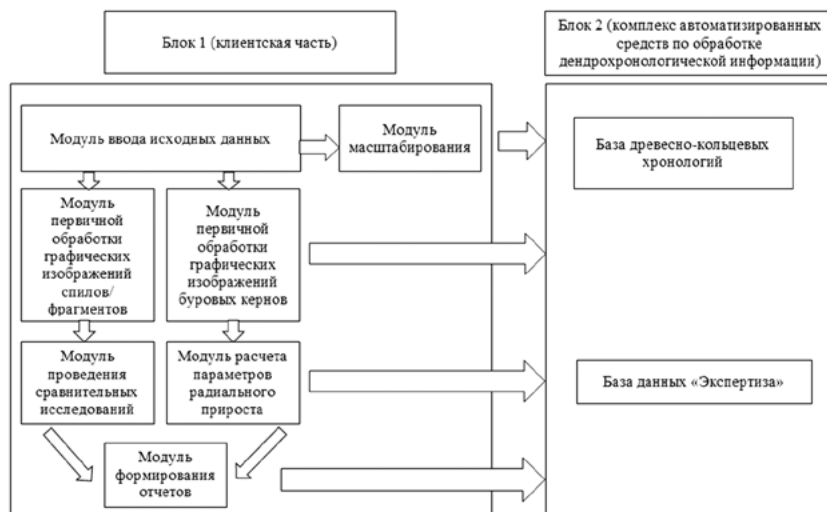 Блок 1 (клиентская часть)
Блок 2 (комплекс автоматизированных
средств по обработке
дендрохронологической информации)
Модуль ввода исходных данных
Модуль
масштабирования
База древесно-кольцевых
хронологий
Модуль
первичной
обработки
графических
изображений
спилов/
фрагментов
Модуль
первичной
обработки
графических
изображений
буровых кернов
Модуль
проведения
сравнительных
исследований
Модуль расчета
параметров
радиального
прироста
База данных «Экспертиза»
Модуль
формирования
отчетов